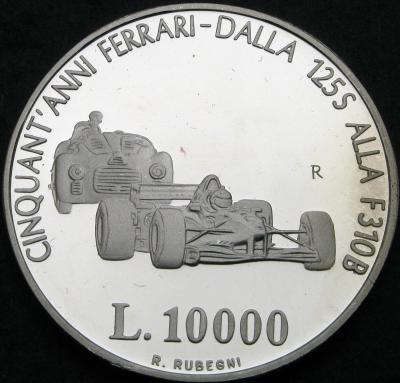 CINQUANT'ANNI FERRARI-DALLA 125S ALLA F310B
R
L. 10000
R. RUBEGNI